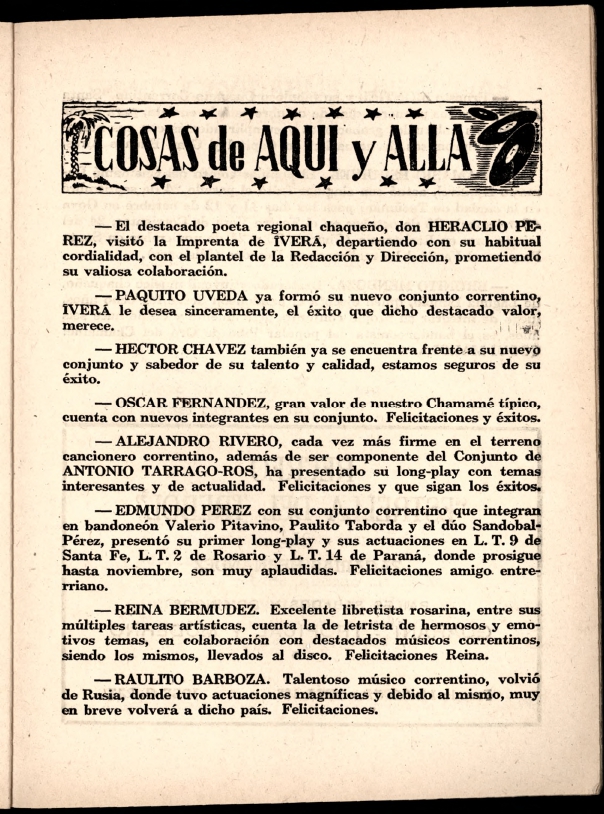 COSAS de AQUI y ALLA
— El destacado poeta regional chaqueño, don HERACLIO PE-
REZ, visitó la Imprenta de IVERÁ, departiendo con su habitual
cordialidad, con el plantel de la Redacción y Dirección, prometiendo
su valiosa colaboración.
— PAQUITO UVEDA ya formó su nuevo conjunto correntino,
IVERÁ le desea sinceramente, el éxito que dicho destacado valor,
merece.
— HECTOR CHAVEZ también ya se encuentra frente a su nuevo
conjunto y sabedor de su talento y calidad, estamos seguros de su
éxito.
— OSCAR FERNANDEZ, gran valor de nuestro Chamamé típico,
cuenta con nuevos integrantes en su conjunto. Felicitaciones y éxitos.
— ALEJANDRO RIVERO, cada vez más firme en el terreno
cancionero correntino, además de ser componente del Conjunto de
ANTONIO TARRAGO-ROS, ha presentado su long-play con temas
interesantes y de actualidad. Felicitaciones y que sigan los éxitos.
— EDMUNDO PEREZ con su conjunto correntino que integran
en bandoneón Valerio Pitavino, Paulito Taborda y el dúo Sandobal-
Pérez, presentó su primer long-play y sus actuaciones en L. T. 9 de
Santa Fe, L. T. 2 de Rosario y L. T. 14 de Paraná, donde prosigue
hasta noviembre, son muy aplaudidas. Felicitaciones amigo entre-
rriano.
— REINA BERMUDEZ. Excelente libretista rosarina, entre sus
múltiples tareas artísticas, cuenta la de letrista de hermosos y emo-
tivos temas, en colaboración con destacados músicos correntinos,
siendo los mismos, llevados al disco. Felicitaciones Reina.
— RAULITO BARBOZA. Talentoso músico correntino, volvió
de Rusia, donde tuvo actuaciones magníficas y debido al mismo, muy
en breve volverá a dicho país. Felicitaciones.